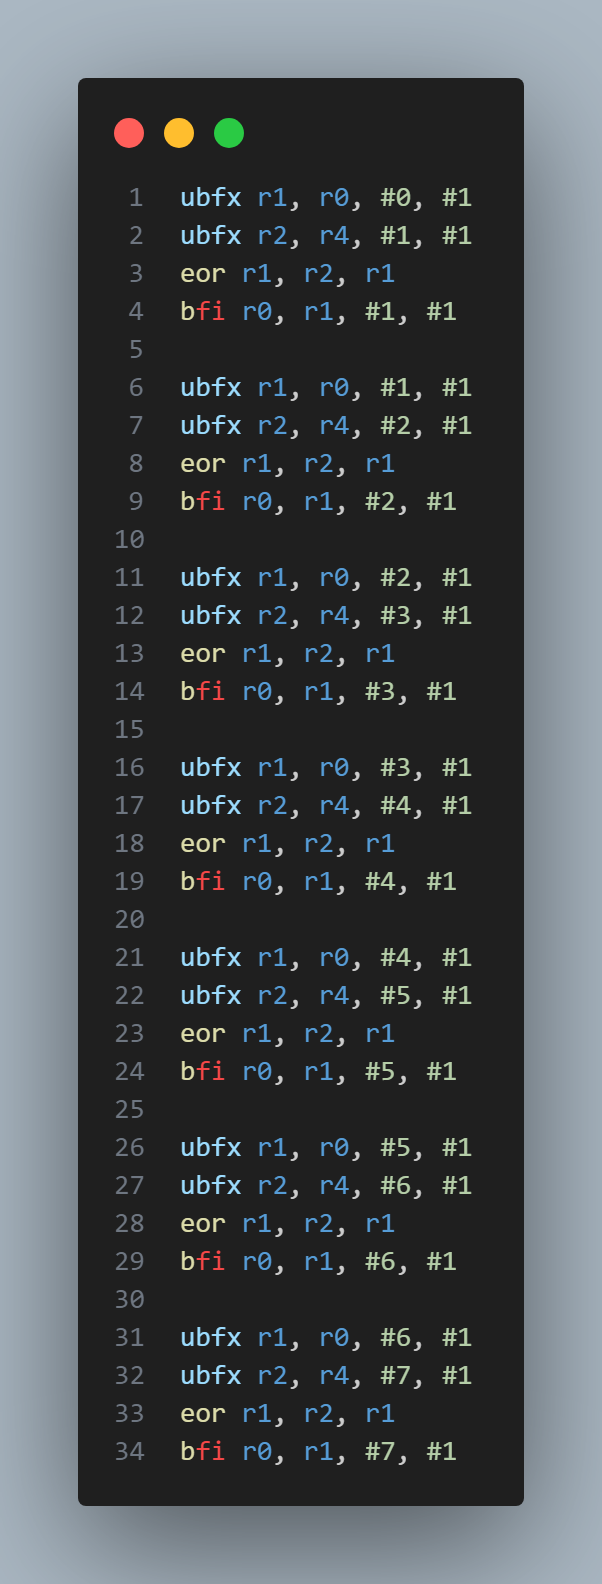 1 ubfx r1, r0, #0, #1
2 ubfx r2, r4, #1, #1
3 eor r1, r2, r1
4 bfi r0, r1, #1, #1
5
6 ubfx r1, r0, #1, #1
7 ubfx r2, r4, #2, #1
8 eor r1, r2, r1
9 bfi r0, r1, #2, #1
10
11 ubfx r1, r0, #2, #1
12 ubfx r2, r4, #3, #1
13 eor r1, r2, r1
14 bfi r0, r1, #3, #1
15
16 ubfx r1, r0, #3, #1
17 ubfx r2, r4, #4, #1
18 eor r1, r2, r1
19 bfi r0, r1, #4, #1
20
21 ubfx r1, r0, #4, #1
22 ubfx r2, r4, #5, #1
23 eor r1, r2, r1
24 bfi r0, r1, #5, #1
25
26 ubfx r1, r0, #5, #1
27 ubfx r2, r4, #6, #1
28 eor r1, r2, r1
29 bfi r0, r1, #6, #1
30
31 ubfx r1, r0, #6, #1
32 ubfx r2, r4, #7, #1
33 eor r1, r2, r1
34 bfi r0, r1, #7, #1